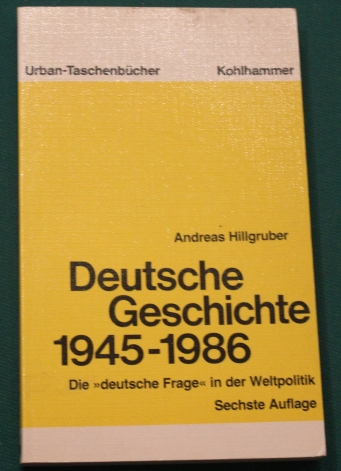 Urban-Taschenbücher Kohlhammer
Andreas Hillgruber
Deutsche
Geschichte
1945-1986
Die »deutsche Frage« in der Weltpolitik
Sechste Auflage